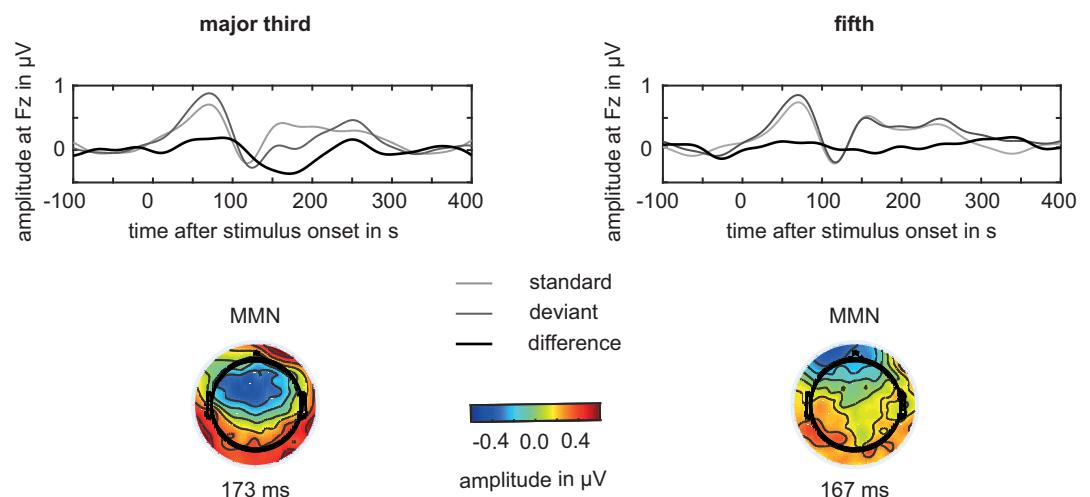 major third
fifth
amplitude at Fz in µV
1
0
-100 0 100 200 300 400
time after stimulus onset in s
amplitude at Fz in µV
1
0
-100 0 100 200 300 400
time after stimulus onset in s
standard
deviant
difference
MMN
173 ms
-0.4 0.0 0.4
amplitude in µV
MMN
167 ms